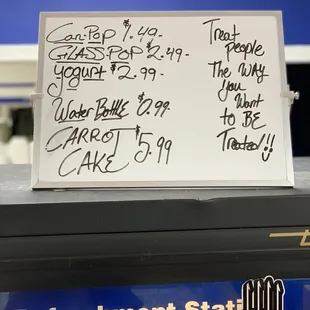 Can Pop $1.49-
GLASS POP $2.49-
Yogurt $2.99-
Water Bottle $0.99
CARROT CAKE $5.99
Treat
people
The WAY
you
Want
to BE
Treated!!